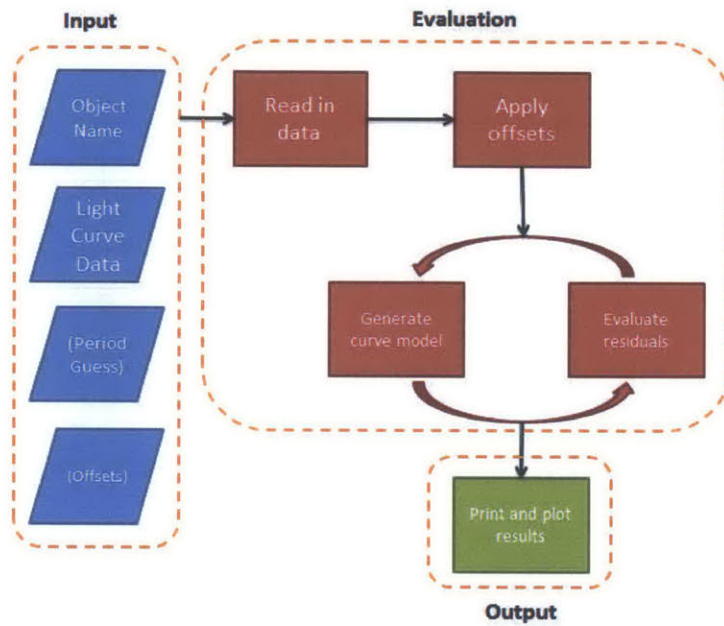 Input
Object
Name
Light
Curve
Data
(Period
Guess)
(Offsets)
Evaluation
Read in
data
Apply
offsets
Generate
curve model
Evaluate
residuals
Print and plot
results
Output